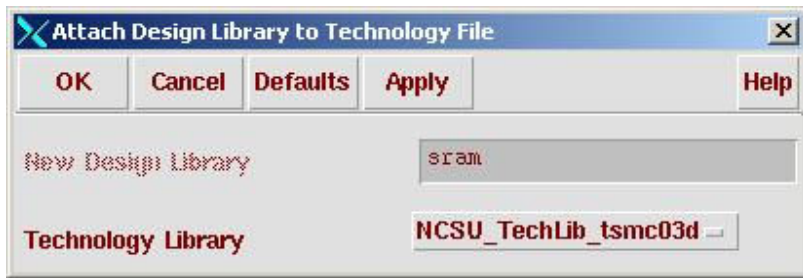 Attach Design Library to Technology File
OK Cancel Defaults Apply Help
New Design Library sram
Technology Library NCSU_TechLib_tsmc03d